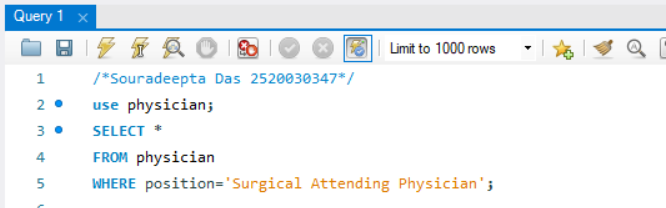 Query 1
Limit to 1000 rows
1 /*Souradeepta Das 2520030347*/
2 use physician;
3 SELECT *
4 FROM physician
5 WHERE position='Surgical Attending Physician';